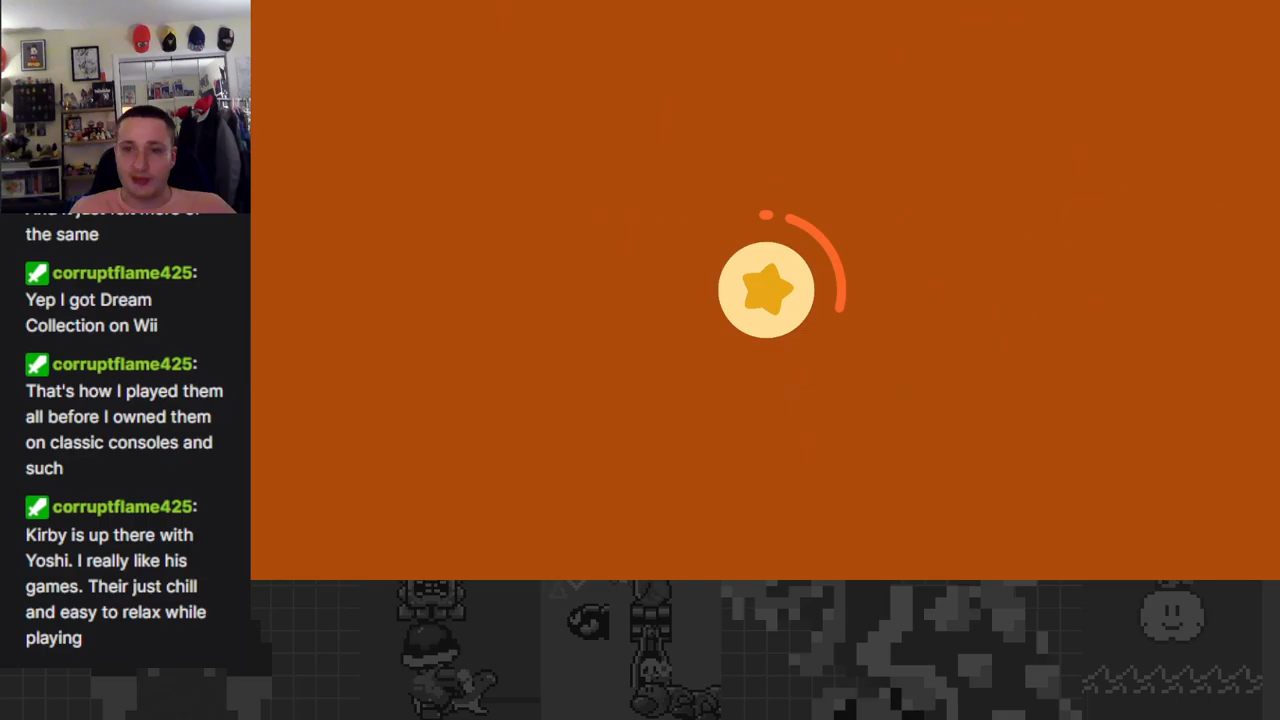 the same
corruptflame425:
Yep I got Dream
Collection on Wii
corruptflame425:
That's how I played them
all before I owned them
on classic consoles and
such
corruptflame425:
Kirby is up there with
Yoshi. I really like his
games. Their just chill
and easy to relax while
playing